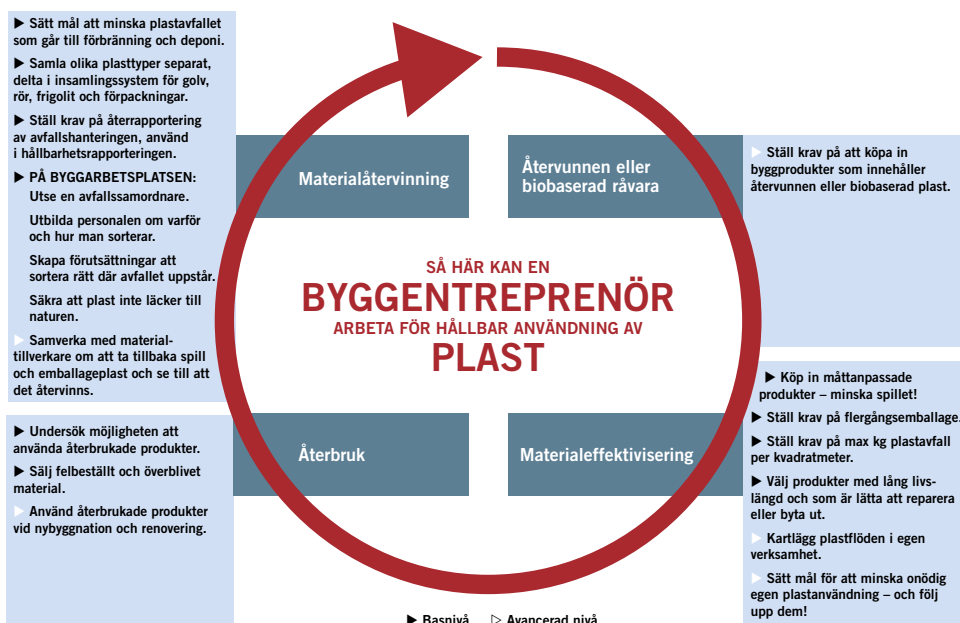 ▶ Sätt mål att minska plastavfallet
som går till förbränning och deponi.
▶ Samla olika plasttyper separat,
delta i insamlingssystem för golv,
rör, frigolit och förpackningar.
▶ Ställ krav på återrapportering
av avfallshanteringen, använd
i hållbarhetsrapporteringen.
▶ PÅ BYGGARBETSPLATSEN:
Utse en avfallssamordnare.
Utbilda personalen om varför
och hur man sorterar.
Skapa förutsättningar att
sortera rätt där avfallet uppstår.
Säkra att plast inte läcker till
naturen.
▷ Samverka med material-
tillverkare om att ta tillbaka spill
och emballageplast och se till att
det återvinns.
Materialåtervinning
Återvunnen eller
biobaserad råvara
▷ Ställ krav på att köpa in
byggprodukter som innehåller
återvunnen eller biobaserad plast.
SÅ HÄR KAN EN
BYGGENTREPRENÖR
ARBETA FÖR HÅLLBAR ANVÄNDNING AV
PLAST
▶ Undersök möjligheten att
använda återbrukade produkter.
▶ Sälj felbeställt och överblivet
material.
▷ Använd återbrukade produkter
vid nybyggnation och renovering.
Återbruk
Materialeffektivisering
▶ Köp in måttanpassade
produkter – minska spillet!
▶ Ställ krav på flergångsemballage.
▶ Ställ krav på max kg plastavfall
per kvadratmeter.
▶ Välj produkter med lång livs-
längd och som är lätta att reparera
eller byta ut.
▷ Kartlägg plastflöden i egen
verksamhet.
▷ Sätt mål för att minska onödig
egen plastanvändning – och följ
upp dem!
▶ Basnivå ▷ Avancerad nivå